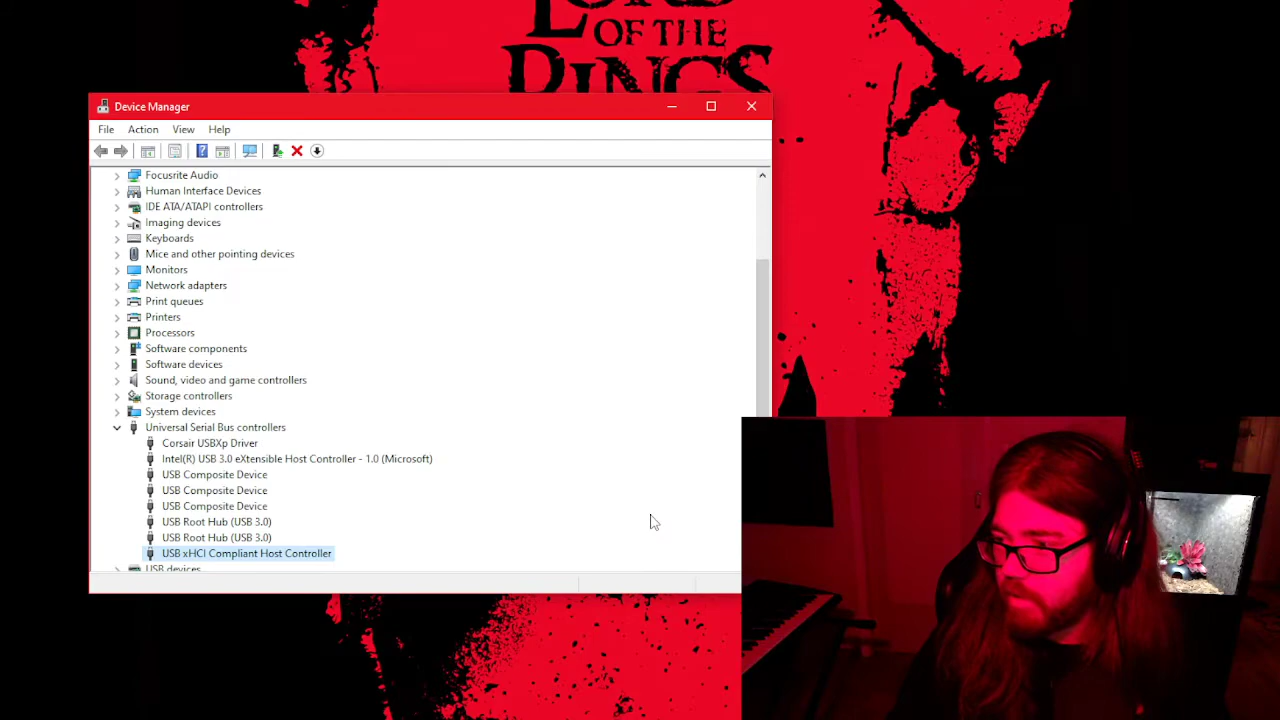 LORD
OF THE
RINGS
Device Manager
File Action View Help
Focusrite Audio
Human Interface Devices
IDE ATA/ATAPI controllers
Imaging devices
Keyboards
Mice and other pointing devices
Monitors
Network adapters
Print queues
Printers
Processors
Software components
Software devices
Sound, video and game controllers
Storage controllers
System devices
Universal Serial Bus controllers
Corsair USBXp Driver
Intel(R) USB 3.0 eXtensible Host Controller - 1.0 (Microsoft)
USB Composite Device
USB Composite Device
USB Composite Device
USB Root Hub (USB 3.0)
USB Root Hub (USB 3.0)
USB xHCI Compliant Host Controller
USB devices